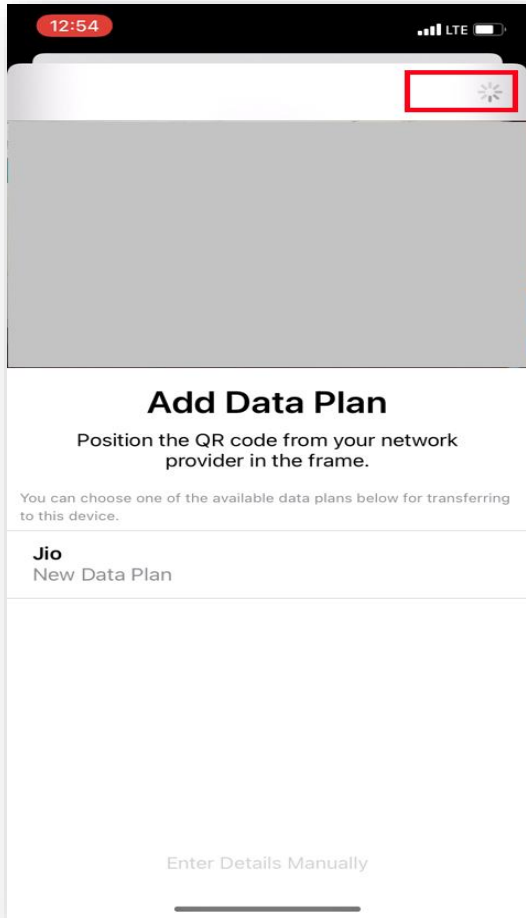 12:54
LTE
Add Data Plan
Position the QR code from your network
provider in the frame.
You can choose one of the available data plans below for transferring
to this device.
Jio
New Data Plan
Enter Details Manually